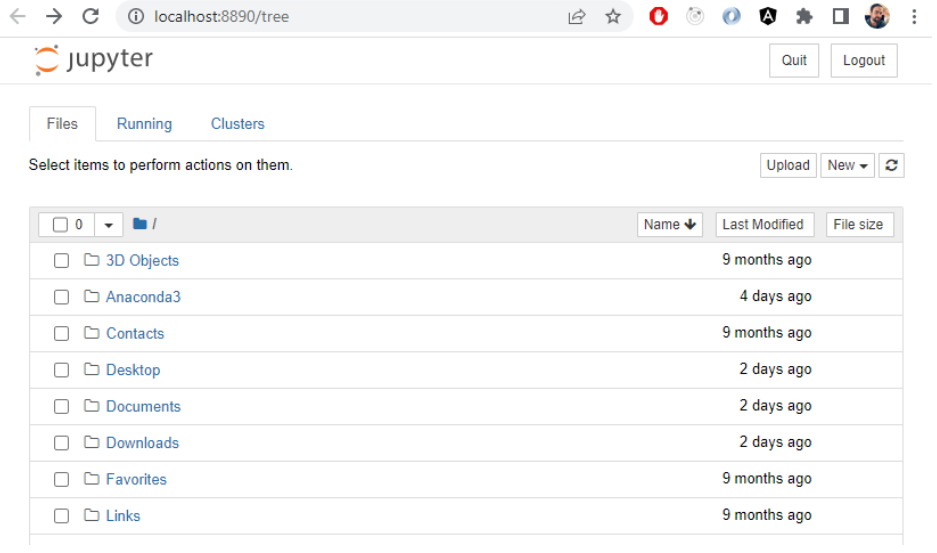 localhost:8890/tree
jupyter
Quit Logout
Files Running Clusters
Select items to perform actions on them.
Upload New
0 / Name Last Modified File size
3D Objects 9 months ago
Anaconda3 4 days ago
Contacts 9 months ago
Desktop 2 days ago
Documents 2 days ago
Downloads 2 days ago
Favorites 9 months ago
Links 9 months ago